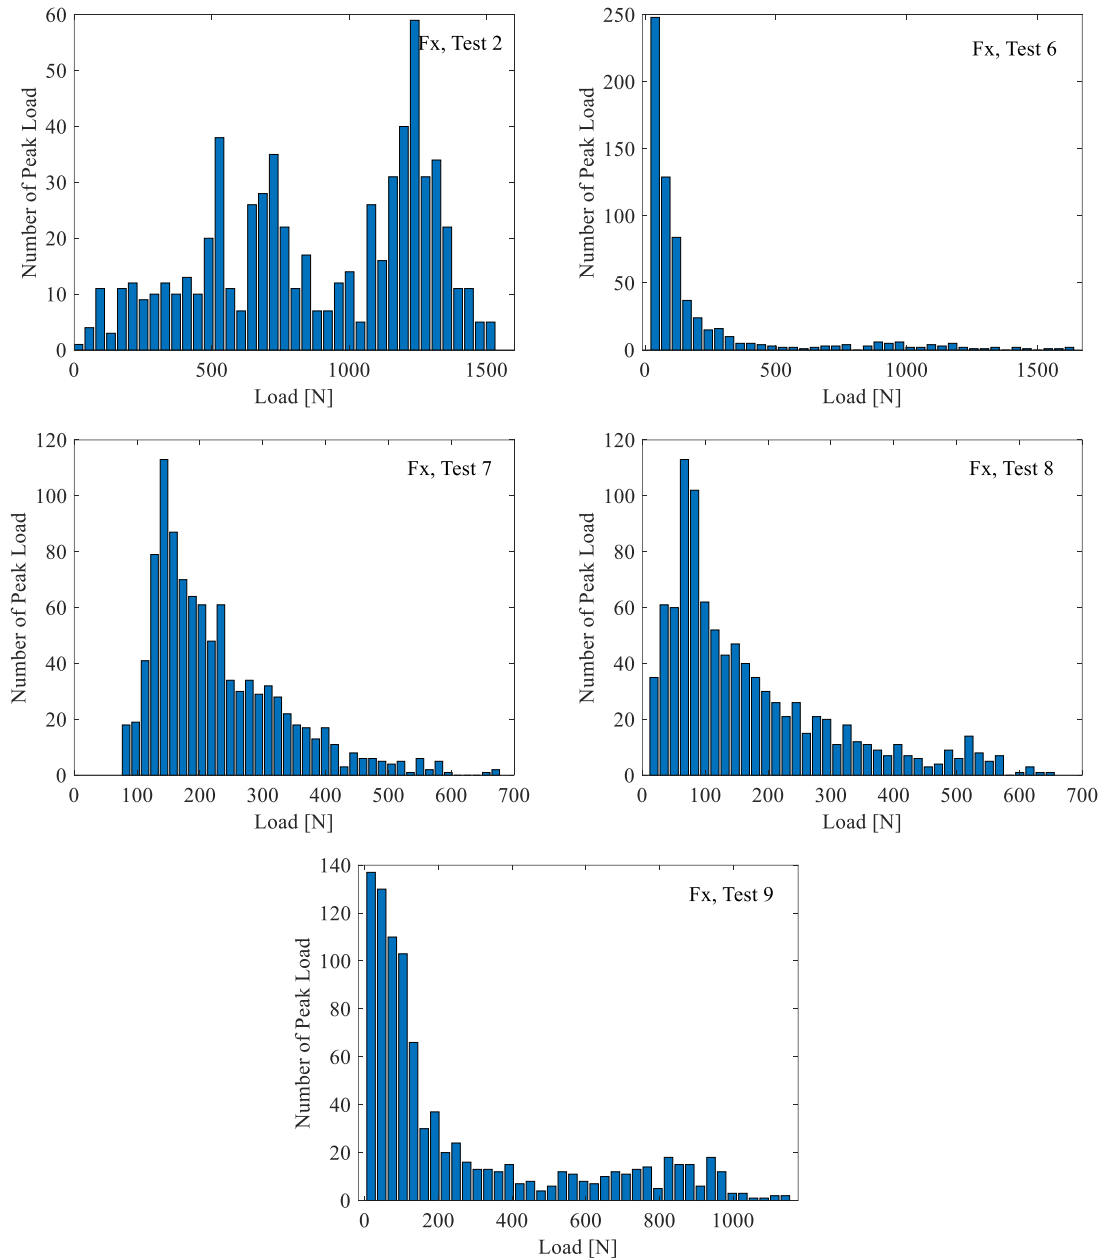 60
50
40
30
20
10
0
Number of Peak Load
Fx, Test 2
0 500 1000 1500
Load [N]
250
200
150
100
50
0
Number of Peak Load
Fx, Test 6
0 500 1000 1500
Load [N]
120
100
80
60
40
20
0
Number of Peak Load
Fx, Test 7
0 100 200 300 400 500 600 700
Load [N]
120
100
80
60
40
20
0
Number of Peak Load
Fx, Test 8
0 100 200 300 400 500 600 700
Load [N]
140
120
100
80
60
40
20
0
Number of Peak Load
Fx, Test 9
0 200 400 600 800 1000
Load [N]